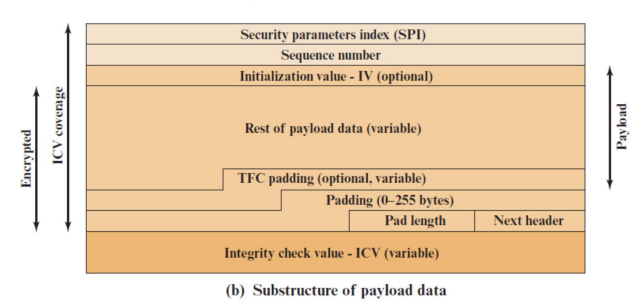 Security parameters index (SPI)
Sequence number
Initialization value - IV (optional)
Rest of payload data (variable)
TFC padding (optional, variable)
Padding (0–255 bytes)
Pad length
Next header
Integrity check value - ICV (variable)
Encrypted
ICV coverage
Payload
(b) Substructure of payload data